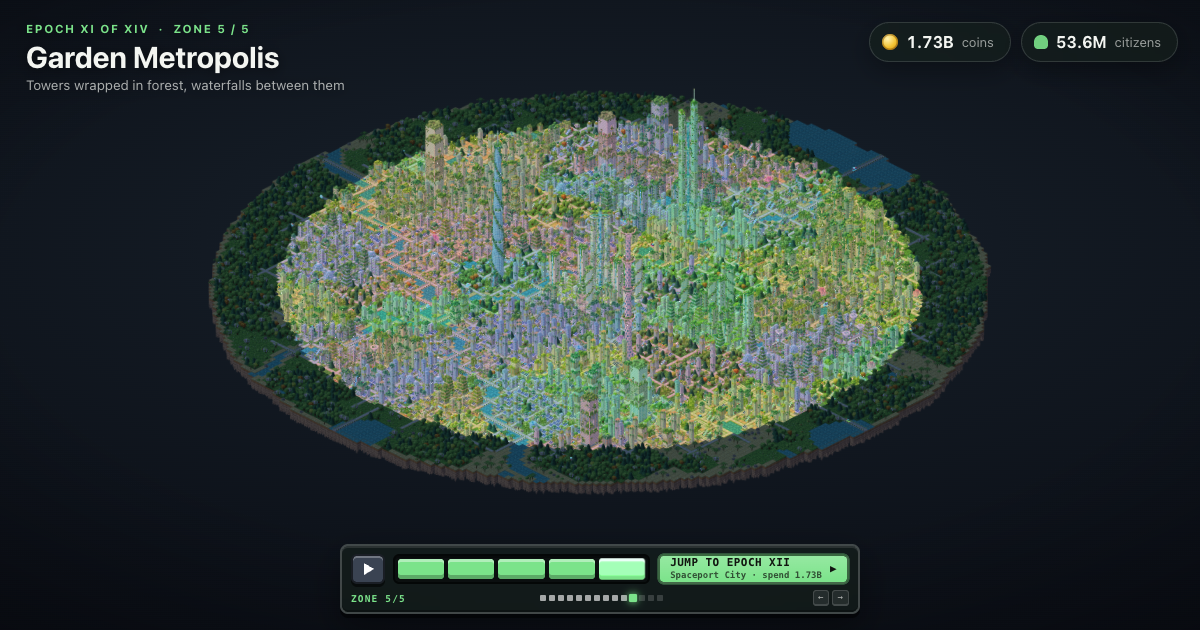 EPOCH XI OF XIV · ZONE 5 / 5
Garden Metropolis
Towers wrapped in forest, waterfalls between them
1.73B coins
53.6M citizens
JUMP TO EPOCH XII
Spaceport City · spend 1.73B
ZONE 5/5